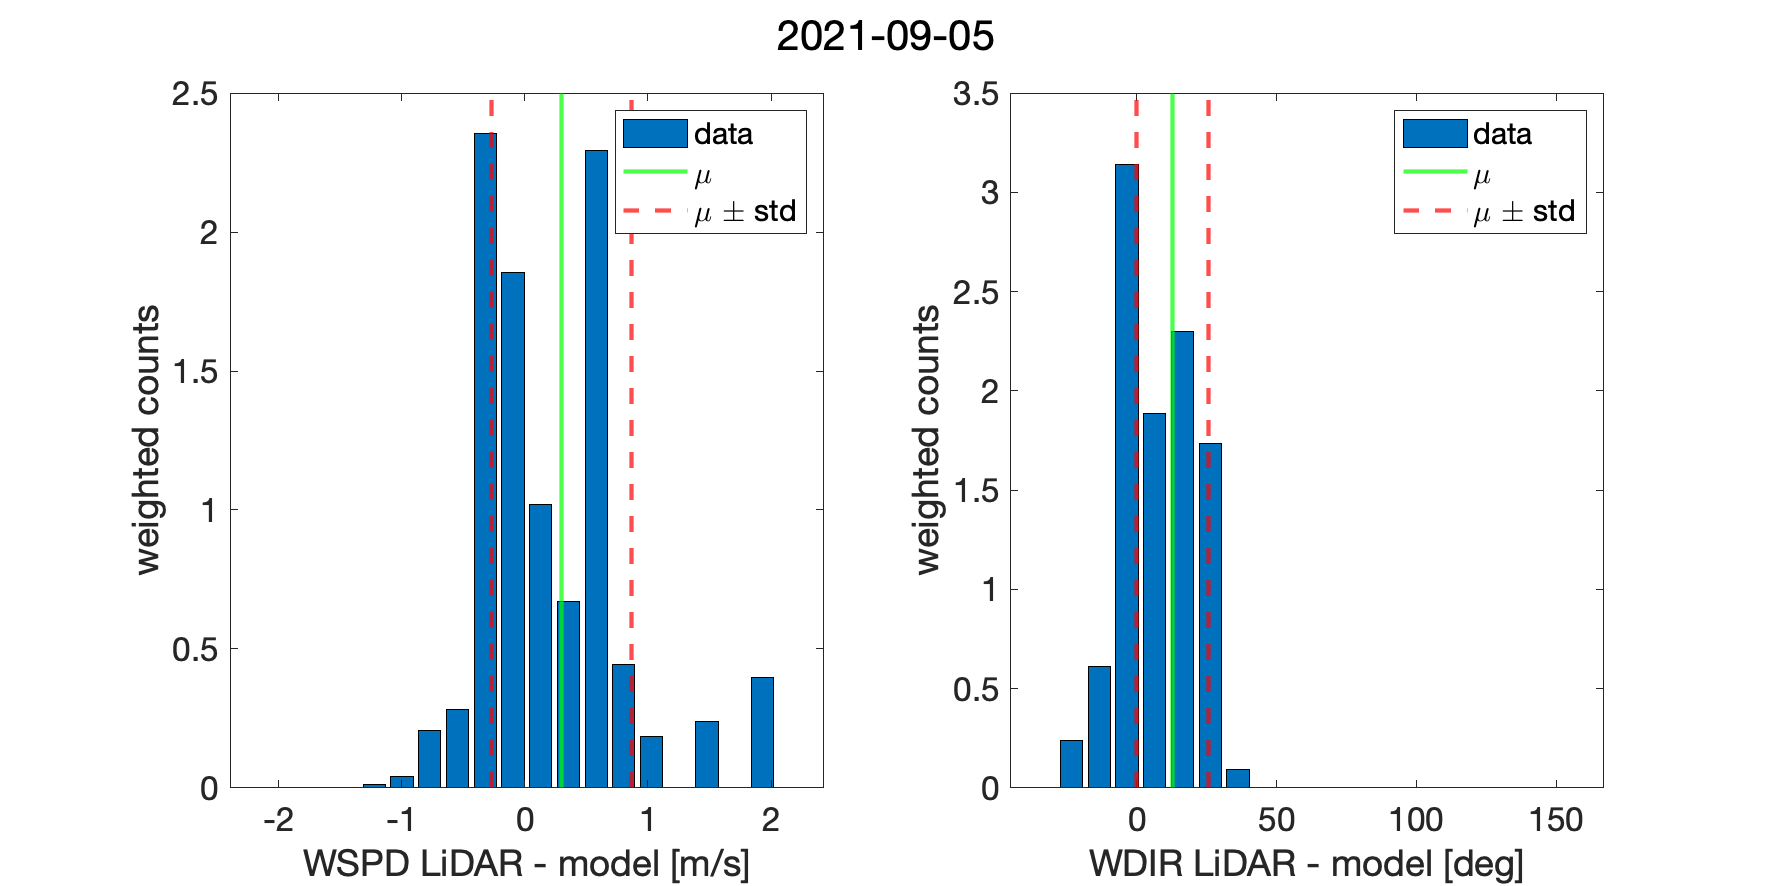 2021-09-05
2.5
2
1.5
1
0.5
0
-2 -1 0 1 2
weighted counts
WSPD LiDAR - model [m/s]
data
μ
μ ± std
3.5
3
2.5
2
1.5
1
0.5
0
0 50 100 150
weighted counts
WDIR LiDAR - model [deg]
data
μ
μ ± std